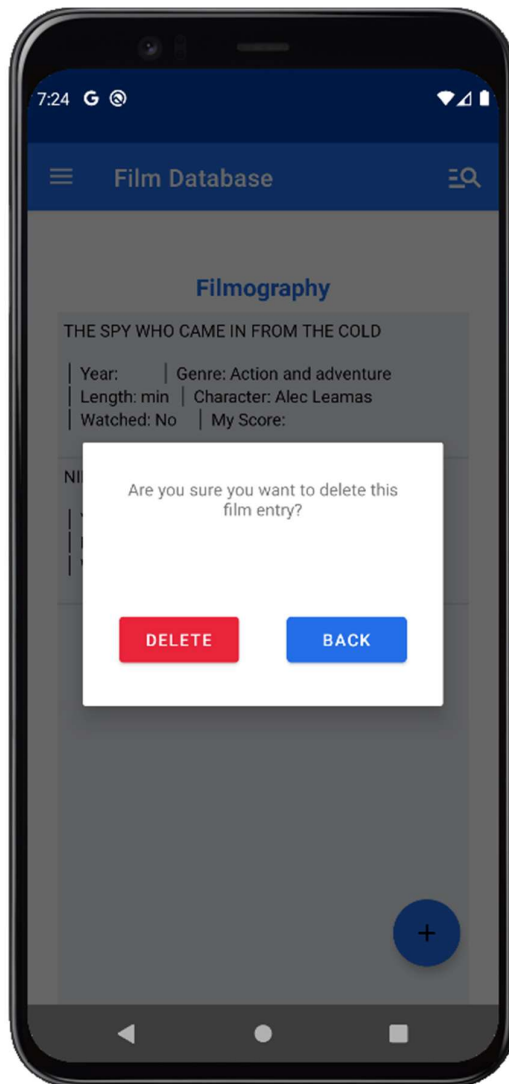 7:24 G
Film Database
Filmography
THE SPY WHO CAME IN FROM THE COLD
| Year: | Genre: Action and adventure
| Length: min | Character: Alec Leamas
| Watched: No | My Score:
Are you sure you want to delete this
film entry?
DELETE BACK
+